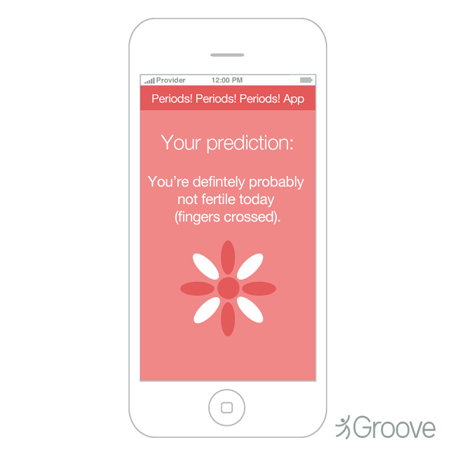 Provider 12:00 PM
Periods! Periods! Periods! App
Your prediction:
You're defintely probably
not fertile today
(fingers crossed).
Groove